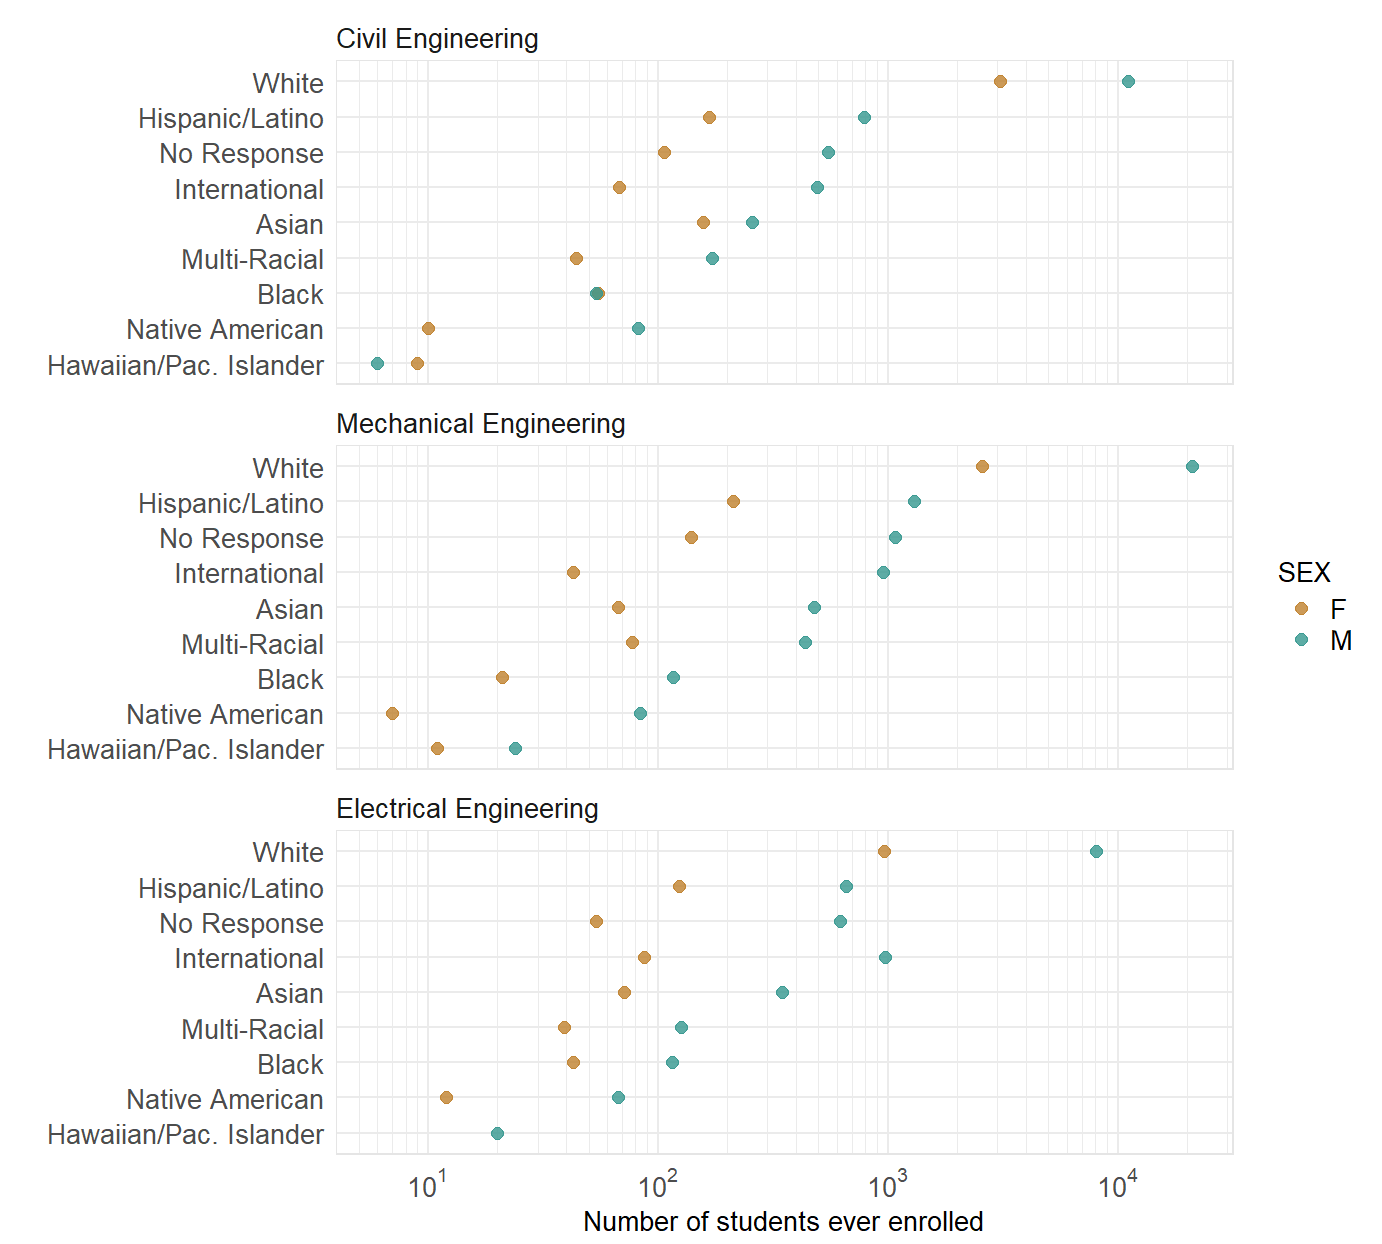 Civil Engineering
White
Hispanic/Latino
No Response
International
Asian
Multi-Racial
Black
Native American
Hawaiian/Pac. Islander
Mechanical Engineering
White
Hispanic/Latino
No Response
International
Asian
Multi-Racial
Black
Native American
Hawaiian/Pac. Islander
SEX
F
M
Electrical Engineering
White
Hispanic/Latino
No Response
International
Asian
Multi-Racial
Black
Native American
Hawaiian/Pac. Islander
10¹ 10² 10³ 10⁴
Number of students ever enrolled